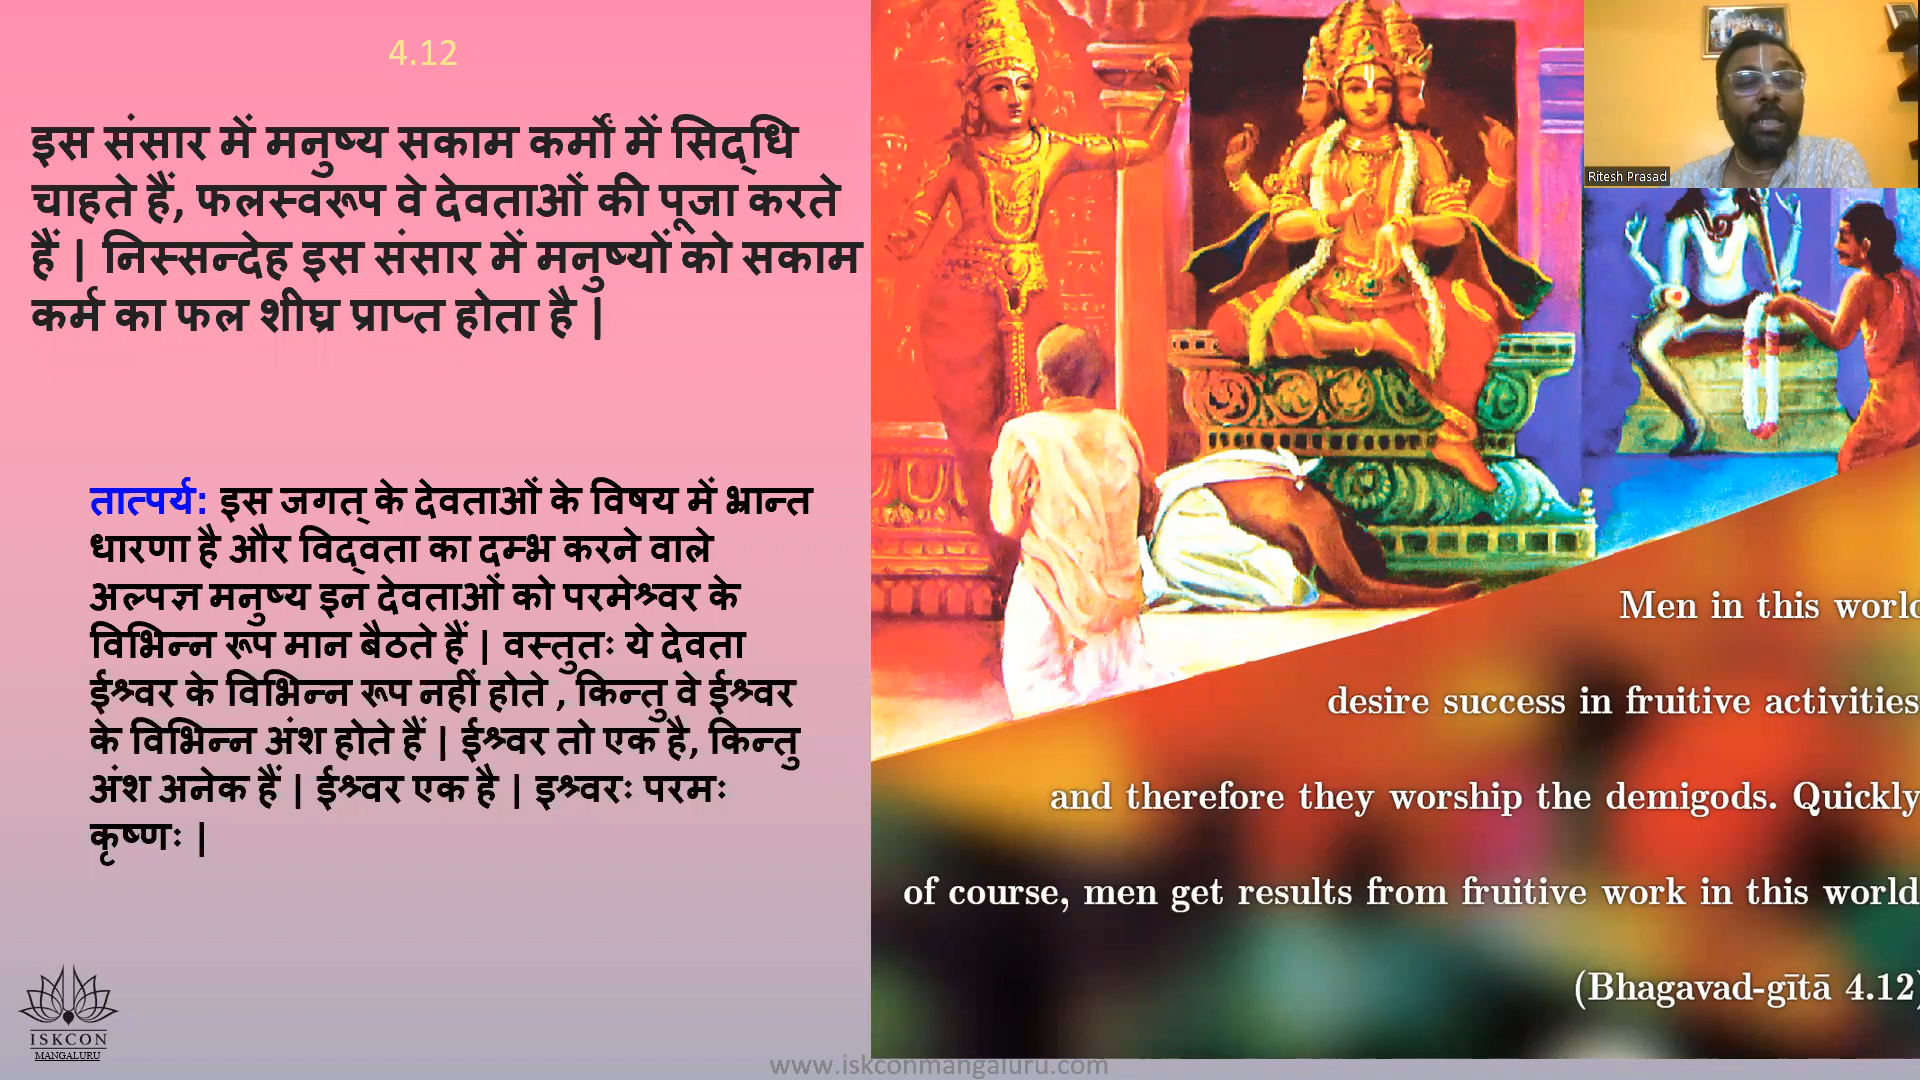 4.12
इस संसार में मनुष्य सकाम कर्मों में सिद्धि
चाहते हैं, फलस्वरूप वे देवताओं की पूजा करते
हैं | निस्सन्देह इस संसार में मनुष्यों को सकाम
कर्म का फल शीघ्र प्राप्त होता है |
तात्पर्य: इस जगत् के देवताओं के विषय में भ्रान्त
धारणा है और विद्वता का दम्भ करने वाले
अल्पज्ञ मनुष्य इन देवताओं को परमेश्र्वर के
विभिन्न रूप मान बैठते हैं | वस्तुतः ये देवता
ईश्र्वर के विभिन्न रूप नहीं होते , किन्तु वे ईश्र्वर
के विभिन्न अंश होते हैं | ईश्र्वर तो एक है, किन्तु
अंश अनेक हैं | ईश्र्वर एक है | इश्र्वरः परमः
कृष्णः |
ISKCON
MANGALURU
Ritesh Prasad
Men in this world
desire success in fruitive activities
and therefore they worship the demigods. Quickly
of course, men get results from fruitive work in this world
(Bhagavad-gītā 4.12)
www.iskconmangaluru.com